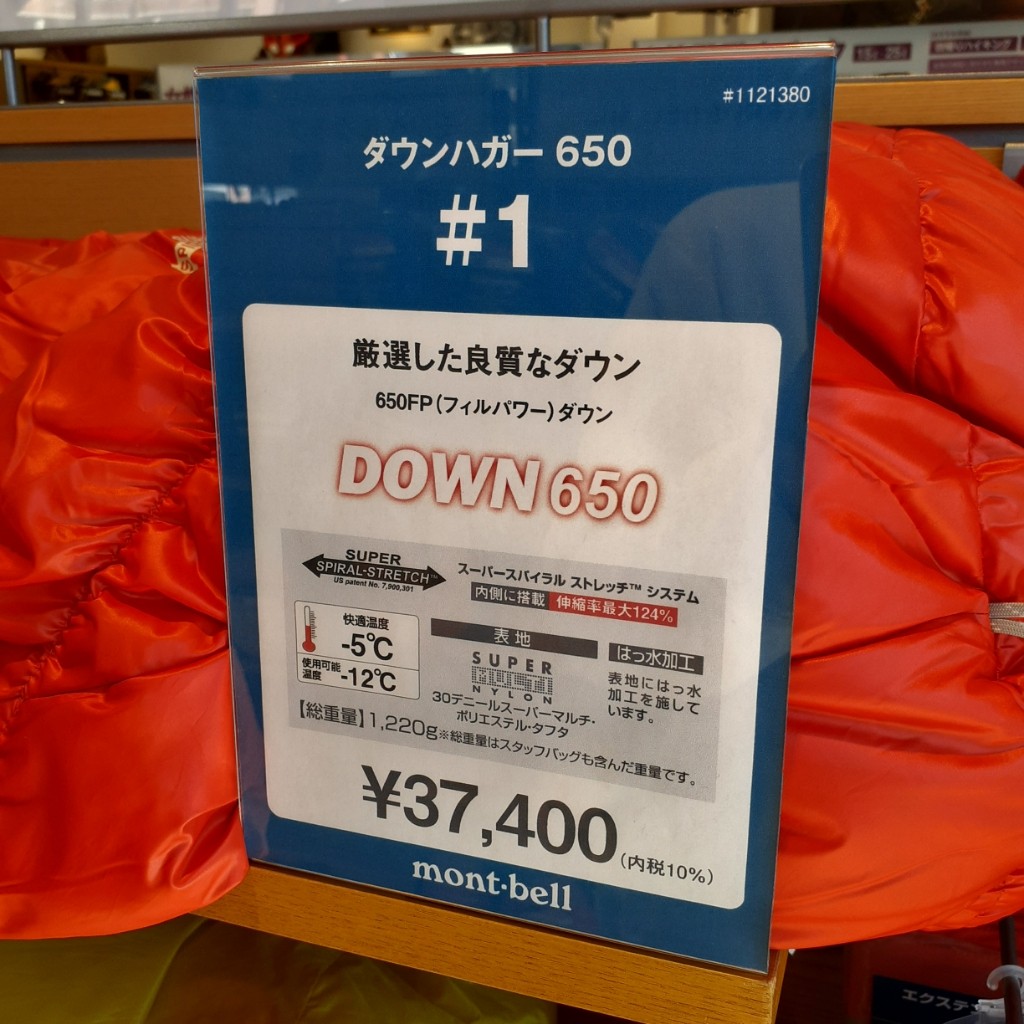 #1121380
ダウンハガー 650
#1
厳選した良質なダウン
650FP(フィルパワー)ダウン
DOWN 650
SUPER
SPIRAL-STRETCH™
US patent No. 7,900,301
スーパースパイラル ストレッチ™ システム
内側に搭載 伸縮率最大124%
快適温度
-5℃
使用可能温度 -12℃
表地
SUPER
MULTI
NYLON
30デニールスーパーマルチ・
ポリエステル・タフタ
はっ水加工
表地にはっ水
加工を施して
います。
【総重量】1,220g ※総重量はスタッフバッグも含んだ重量です。
¥37,400 (内税10%)
mont-bell
エクステ